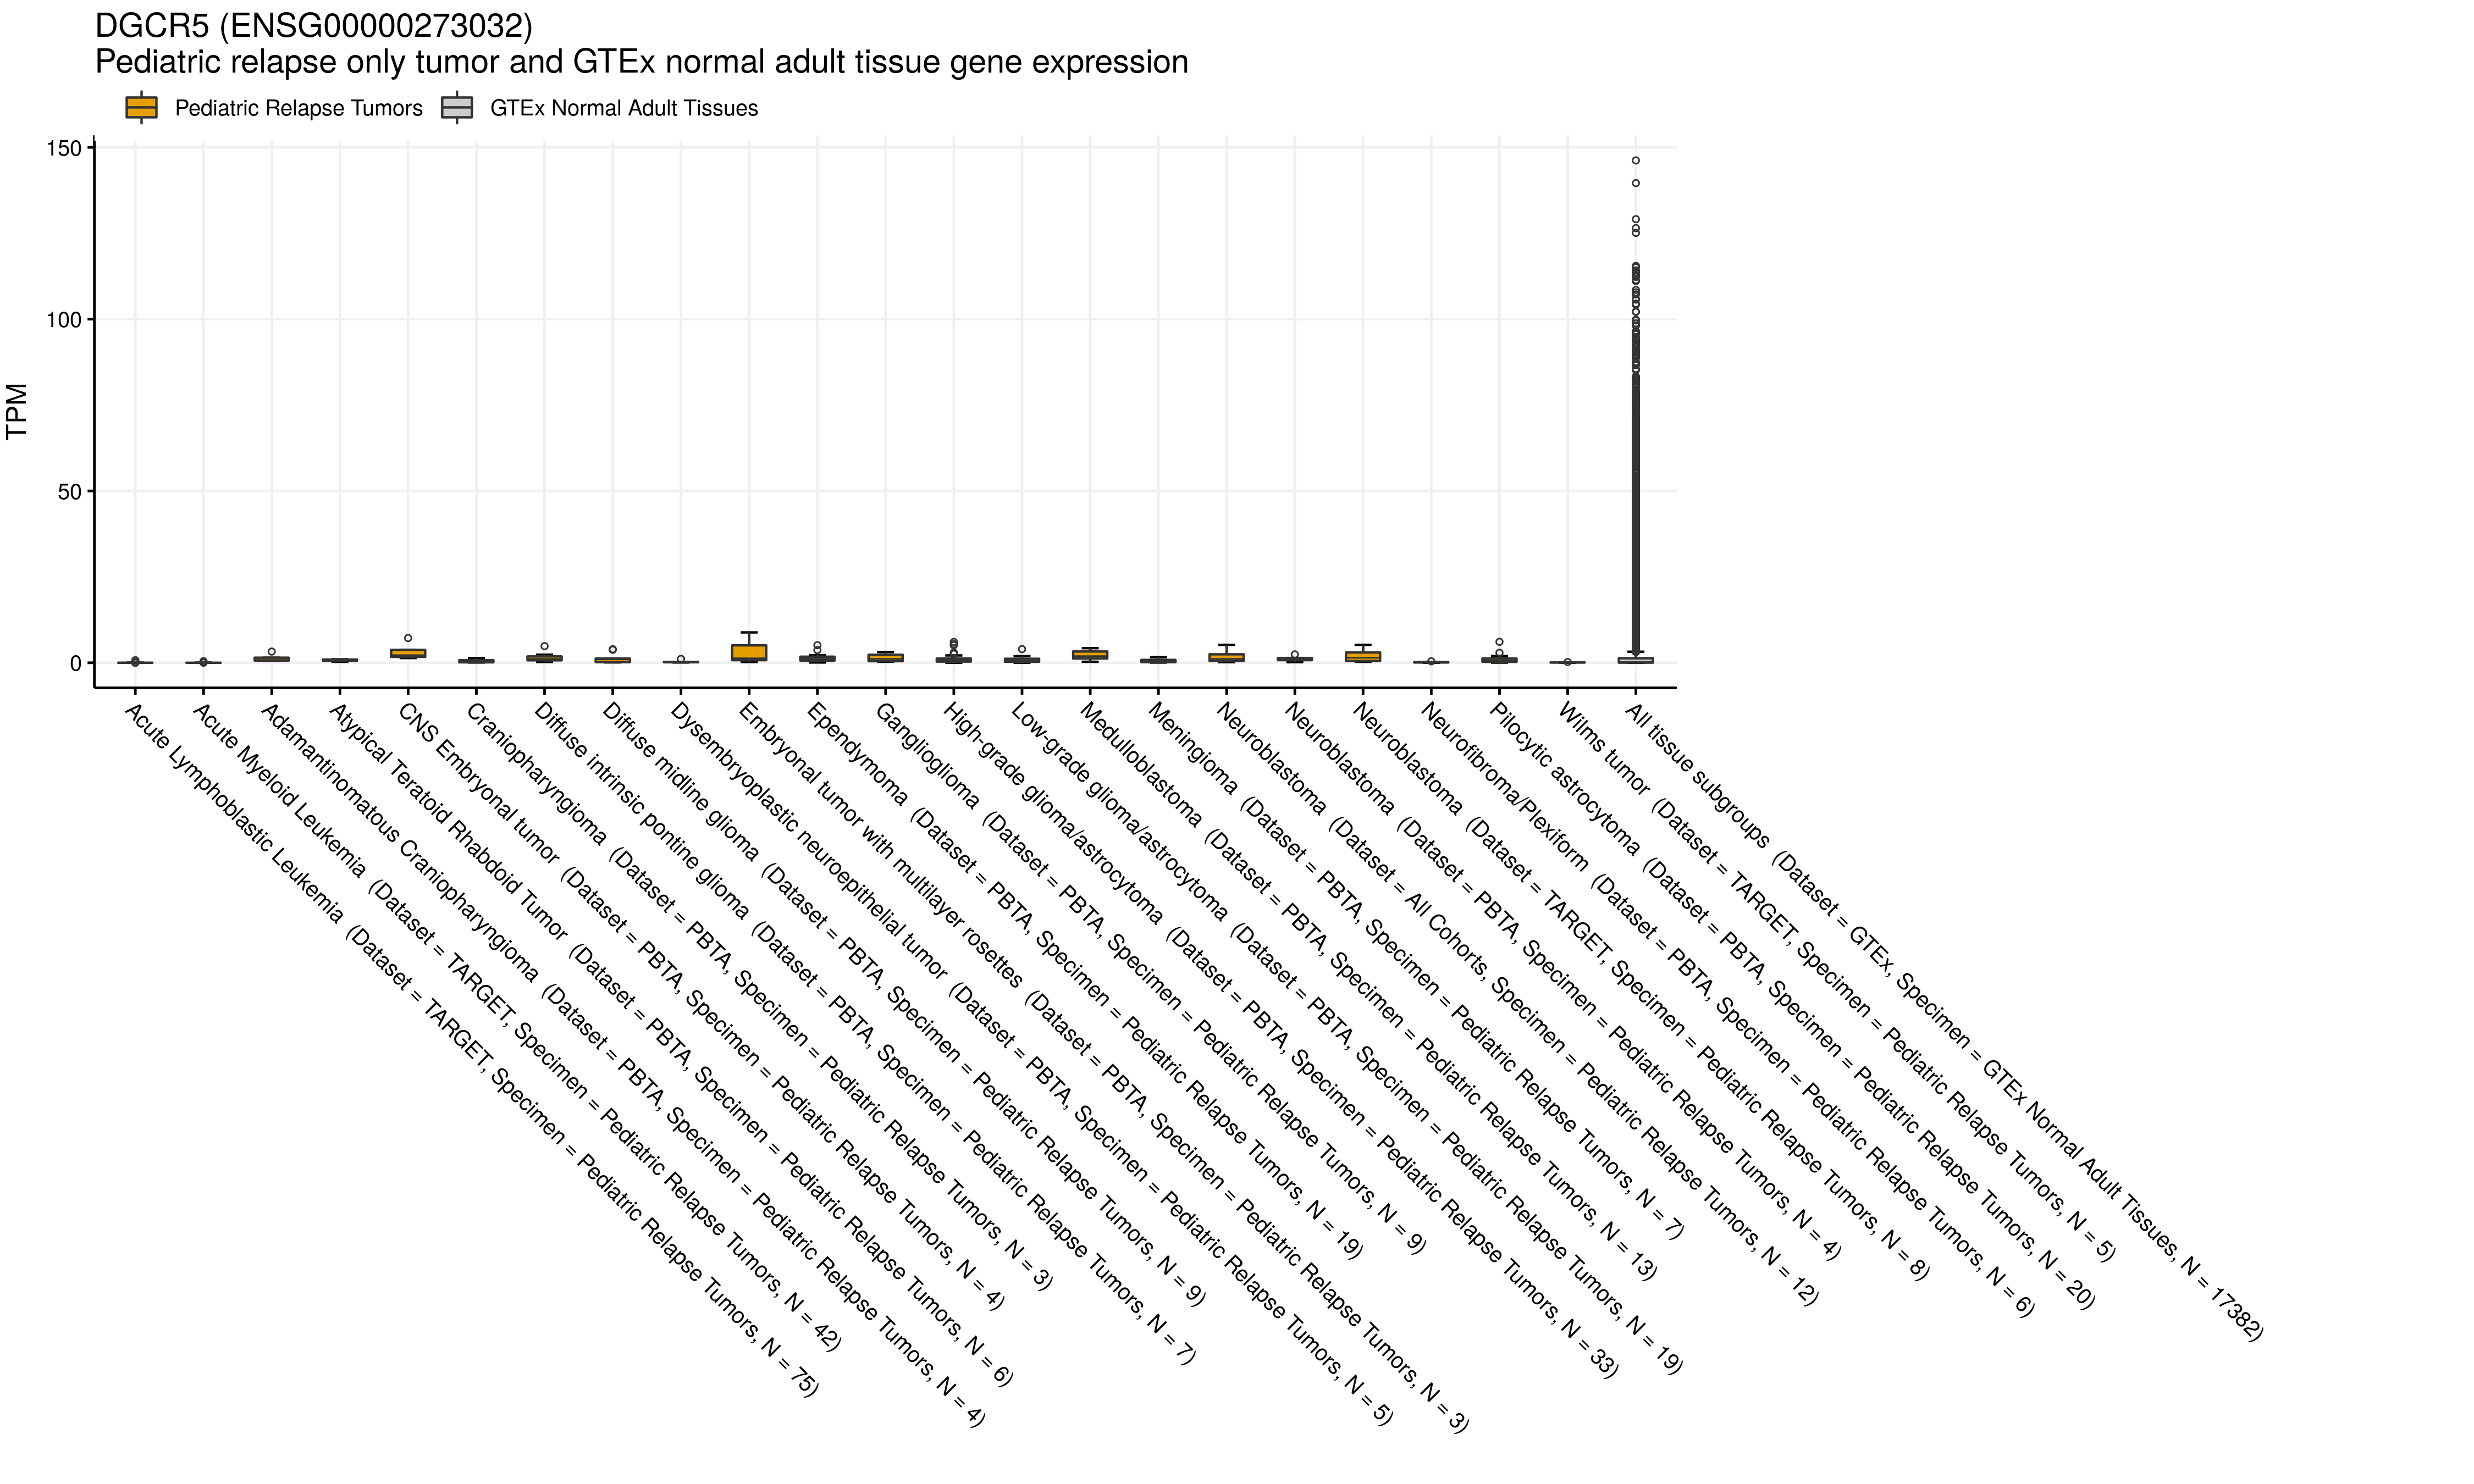 DGCR5 (ENSG00000273032)
Pediatric relapse only tumor and GTEx normal adult tissue gene expression
Pediatric Relapse Tumors
GTEx Normal Adult Tissues
TPM
150
100
50
0
Acute Lymphoblastic Leukemia (Dataset = TARGET, Specimen = Pediatric Relapse Tumors, N = 75)
Acute Myeloid Leukemia (Dataset = TARGET, Specimen = Pediatric Relapse Tumors, N = 42)
Adamantinomatous Craniopharyngioma (Dataset = PBTA, Specimen = Pediatric Relapse Tumors, N = 4)
Atypical Teratoid Rhabdoid Tumor (Dataset = PBTA, Specimen = Pediatric Relapse Tumors, N = 6)
CNS Embryonal tumor (Dataset = PBTA, Specimen = Pediatric Relapse Tumors, N = 4)
Craniopharyngioma (Dataset = PBTA, Specimen = Pediatric Relapse Tumors, N = 3)
Diffuse intrinsic pontine glioma (Dataset = PBTA, Specimen = Pediatric Relapse Tumors, N = 7)
Diffuse midline glioma (Dataset = PBTA, Specimen = Pediatric Relapse Tumors, N = 9)
Dysembryoplastic neuroepithelial tumor (Dataset = PBTA, Specimen = Pediatric Relapse Tumors, N = 5)
Embryonal tumor with multilayer rosettes (Dataset = PBTA, Specimen = Pediatric Relapse Tumors, N = 3)
Ependymoma (Dataset = PBTA, Specimen = Pediatric Relapse Tumors, N = 19)
Ganglioglioma (Dataset = PBTA, Specimen = Pediatric Relapse Tumors, N = 9)
High-grade glioma/astrocytoma (Dataset = PBTA, Specimen = Pediatric Relapse Tumors, N = 33)
Low-grade glioma/astrocytoma (Dataset = PBTA, Specimen = Pediatric Relapse Tumors, N = 19)
Medulloblastoma (Dataset = PBTA, Specimen = Pediatric Relapse Tumors, N = 13)
Meningioma (Dataset = PBTA, Specimen = Pediatric Relapse Tumors, N = 7)
Neuroblastoma (Dataset = All Cohorts, Specimen = Pediatric Relapse Tumors, N = 12)
Neuroblastoma (Dataset = PBTA, Specimen = Pediatric Relapse Tumors, N = 4)
Neuroblastoma (Dataset = TARGET, Specimen = Pediatric Relapse Tumors, N = 8)
Neurofibroma/Plexiform (Dataset = PBTA, Specimen = Pediatric Relapse Tumors, N = 6)
Pilocytic astrocytoma (Dataset = PBTA, Specimen = Pediatric Relapse Tumors, N = 20)
Wilms tumor (Dataset = TARGET, Specimen = Pediatric Relapse Tumors, N = 5)
All tissue subgroups (Dataset = GTEx, Specimen = GTEx Normal Adult Tissues, N = 17382)